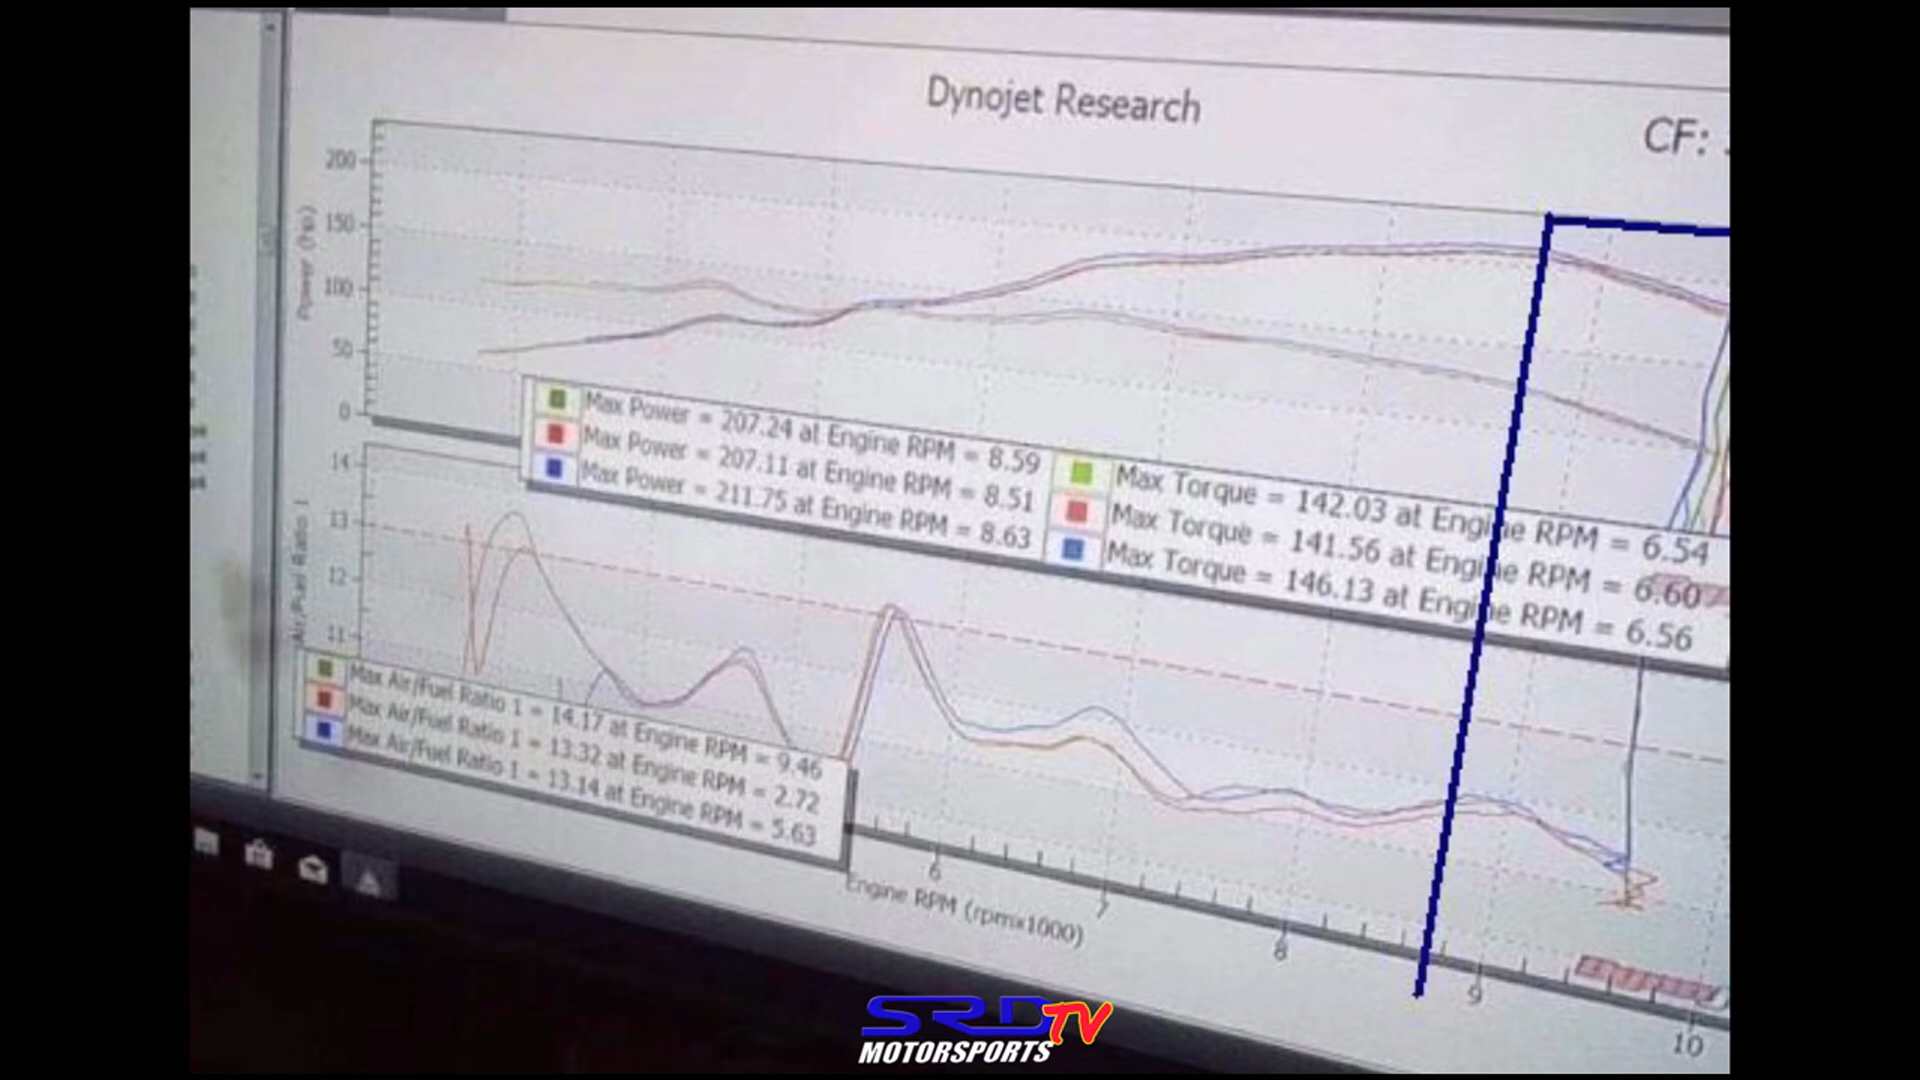 Dynojet Research
CF:
200
150
100
50
0
Power (hp)
Max Power = 207.24 at Engine RPM = 8.59
Max Power = 207.11 at Engine RPM = 8.51
Max Power = 211.75 at Engine RPM = 8.63
Max Torque = 142.03 at Engine RPM = 6.54
Max Torque = 141.56 at Engine RPM = 6.60
Max Torque = 146.13 at Engine RPM = 6.56
14
13
12
11
Air/Fuel Ratio 1
Max Air/Fuel Ratio 1 = 14.17 at Engine RPM = 9.46
Max Air/Fuel Ratio 1 = 13.32 at Engine RPM = 2.72
Max Air/Fuel Ratio 1 = 13.14 at Engine RPM = 5.63
6
7
8
9
10
Engine RPM (rpmx1000)
SRD TV
MOTORSPORTS